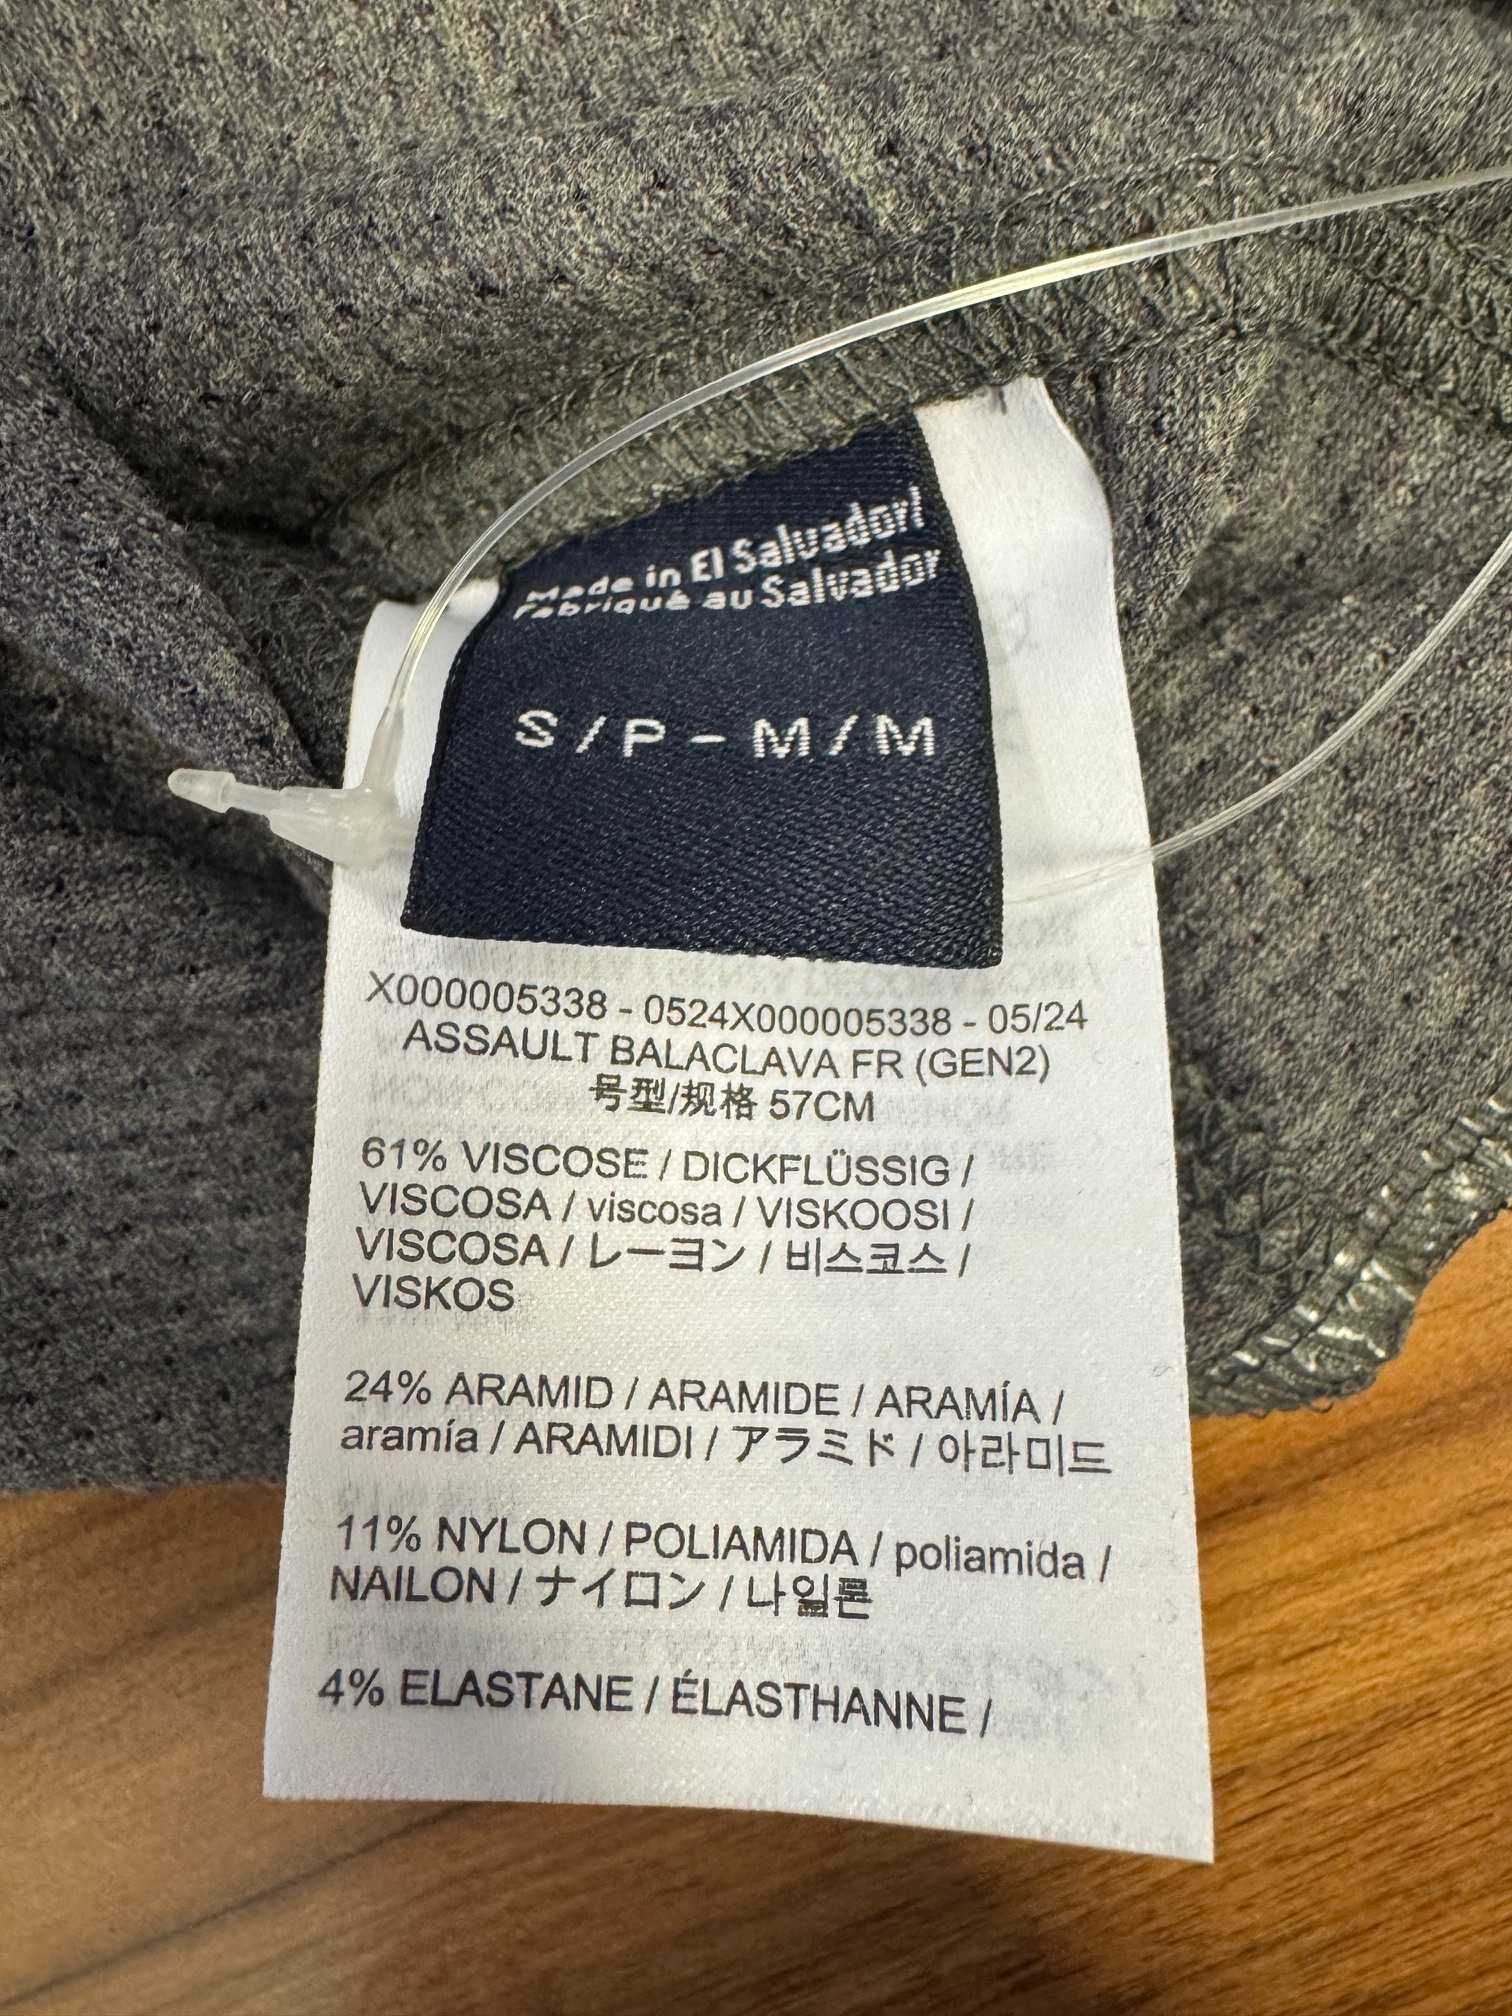 Made in El Salvador/
Fabriqué au Salvador
S/P-M/M
X000005338 - 0524X000005338 - 05/24
ASSAULT BALACLAVA FR (GEN2)
号型/规格 57CM
61% VISCOSE / DICKFLÜSSIG /
VISCOSA / viscosa / VISKOOSI /
VISCOSA / レーヨン / 비스코스 /
VISKOS
24% ARAMID / ARAMIDE / ARAMÍA /
aramía / ARAMIDI / アラミド / 아라미드
11% NYLON / POLIAMIDA / poliamida /
NAILON / ナイロン / 나일론
4% ELASTANE / ÉLASTHANNE /